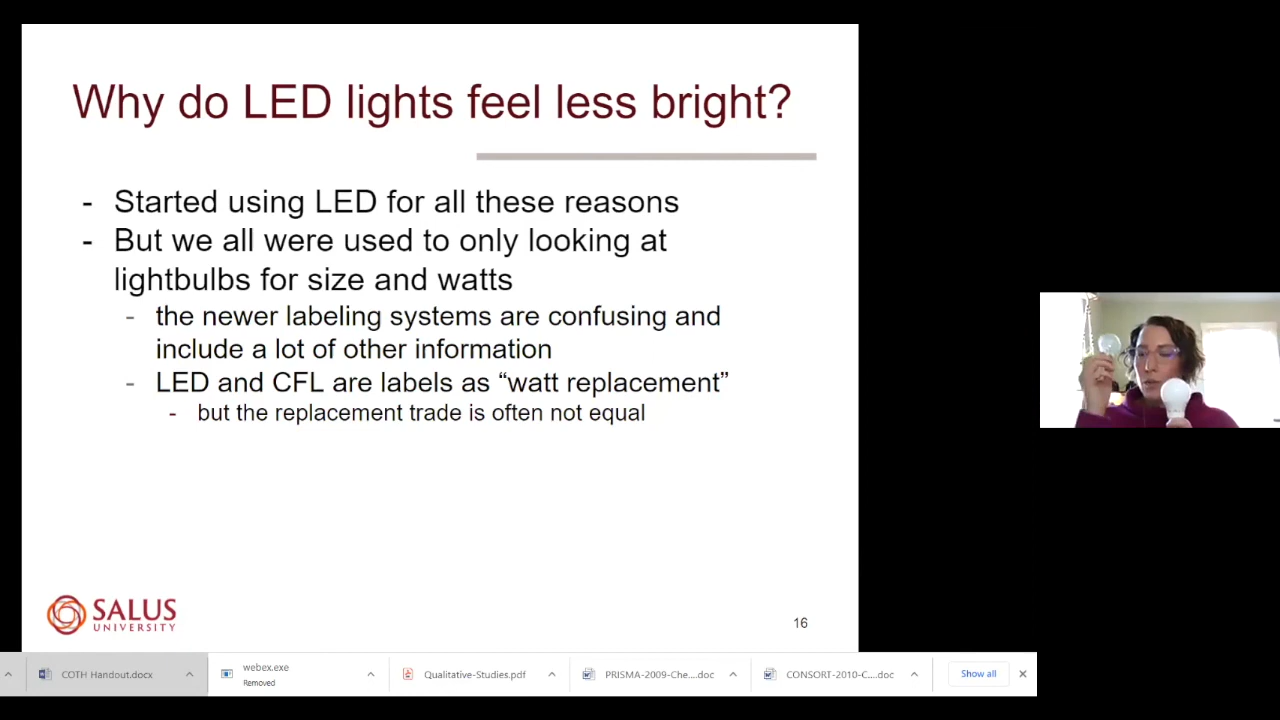 Why do LED lights feel less bright?
- Started using LED for all these reasons
- But we all were used to only looking at
lightbulbs for size and watts
- the newer labeling systems are confusing and
include a lot of other information
- LED and CFL are labels as “watt replacement”
- but the replacement trade is often not equal
SALUS
UNIVERSITY
16
COTH Handout.docx
webex.exe
Removed
Qualitative-Studies.pdf
PRISMA-2009-Che....doc
CONSORT-2010-C....doc
Show all